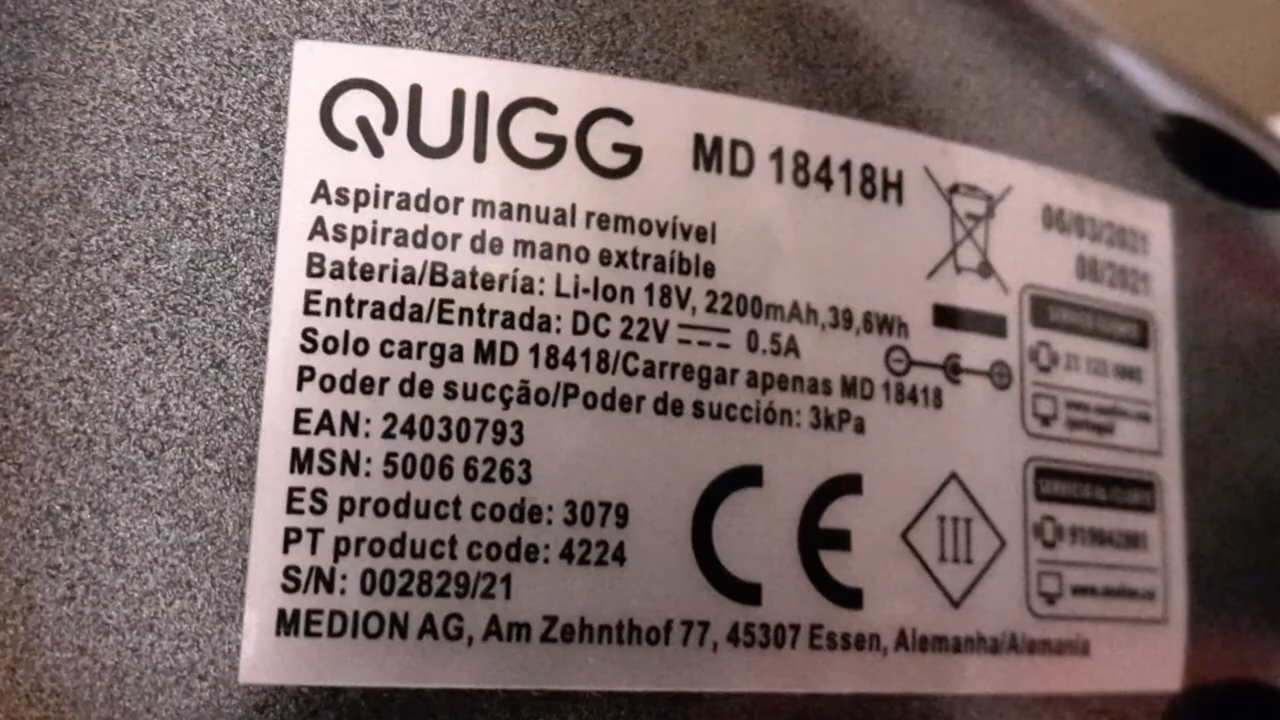 QUIGG MD 18418H
Aspirador manual removível
Aspirador de mano extraíble
Bateria/Batería: Li-Ion 18V, 2200mAh,39,6Wh
Entrada/Entrada: DC 22V 0.5A
Solo carga MD 18418/Carregar apenas MD 18418
Poder de sucção/Poder de succión: 3kPa
EAN: 24030793
MSN: 5006 6263
ES product code: 3079
PT product code: 4224
S/N: 002829/21
MEDION AG, Am Zehnthof 77, 45307 Essen, Alemanha/Alemania
CE
III
06/03/2021
08/2021